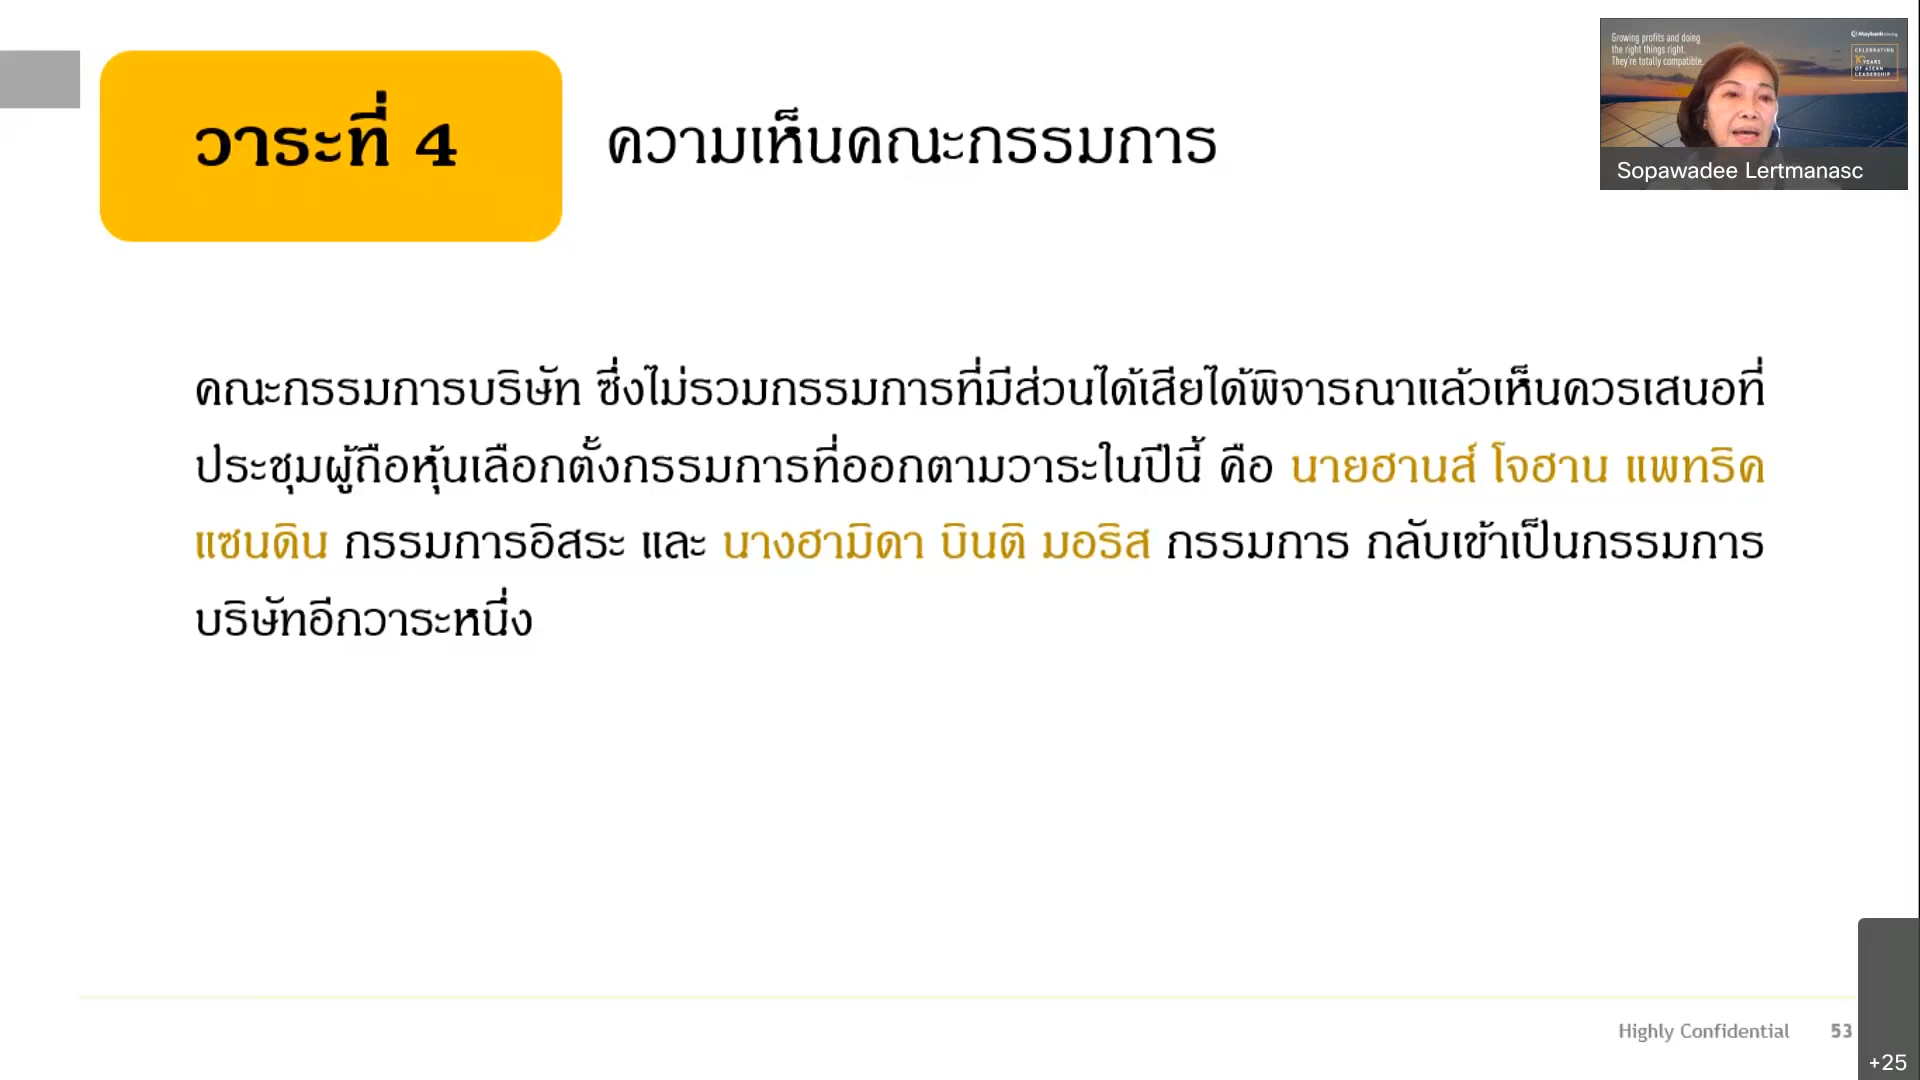 วาระที่ 4
ความเห็นคณะกรรมการ
Growing profits and doing
the right things right.
They're totally compatible.
CELEBRATING
YEARS
OF ASEAN
LEADERSHIP
Sopawadee Lertmanasc
คณะกรรมการบริษัท ซึ่งไม่รวมกรรมการที่มีส่วนได้เสียได้พิจารณาแล้วเห็นควรเสนอที่
ประชุมผู้ถือหุ้นเลือกตั้งกรรมการที่ออกตามวาระในปีนี้ คือ นายฮานส์ โจฮาน แพทริค
แซนดิน กรรมการอิสระ และ นางฮามิดา บินติ มอริส กรรมการ กลับเข้าเป็นกรรมการ
บริษัทอีกวาระหนึ่ง
Highly Confidential 53
+25